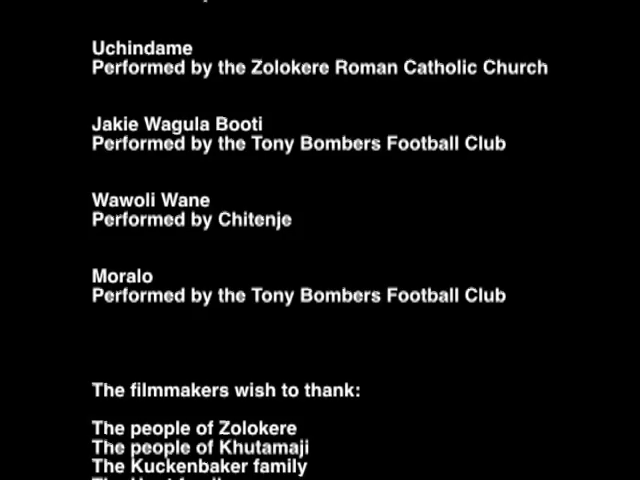 Uchindame
Performed by the Zolokere Roman Catholic Church
Jakie Wagula Booti
Performed by the Tony Bombers Football Club
Wawoli Wane
Performed by Chitenje
Moralo
Performed by the Tony Bombers Football Club
The filmmakers wish to thank:
The people of Zolokere
The people of Khutamaji
The Kuckenbaker family